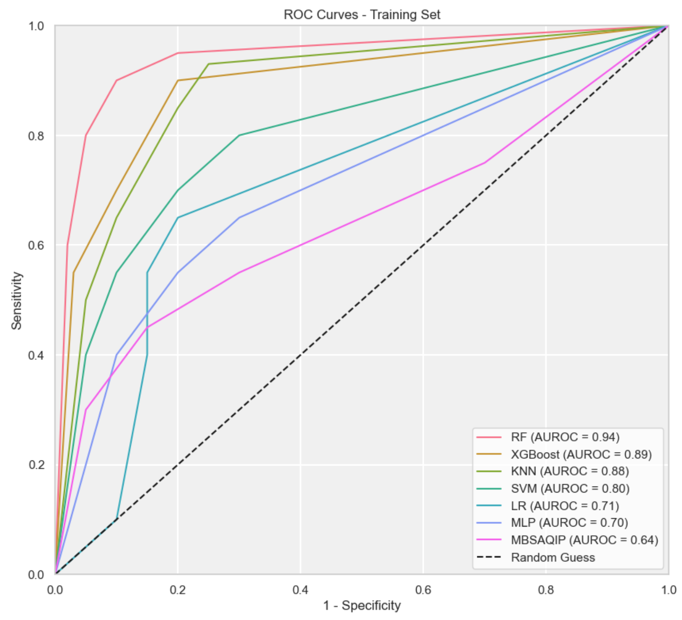 ROC Curves - Training Set
1.0
0.8
0.6
0.4
0.2
0.0
Sensitivity
0.0 0.2 0.4 0.6 0.8 1.0
1 - Specificity
RF (AUROC = 0.94)
XGBoost (AUROC = 0.89)
KNN (AUROC = 0.88)
SVM (AUROC = 0.80)
LR (AUROC = 0.71)
MLP (AUROC = 0.70)
MBSAQIP (AUROC = 0.64)
Random Guess